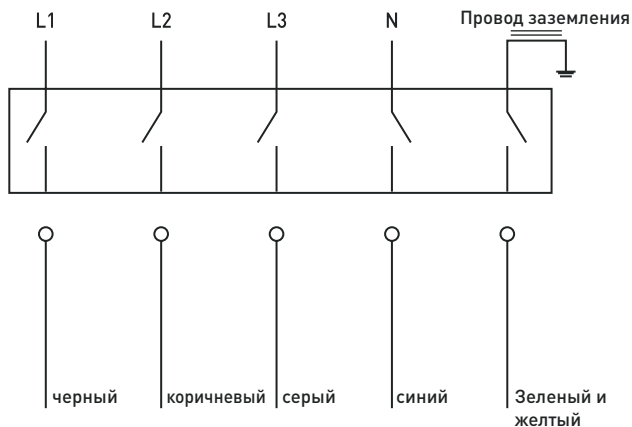 L1 L2 L3 N Провод заземления
черный коричневый серый синий Зеленый и
желтый